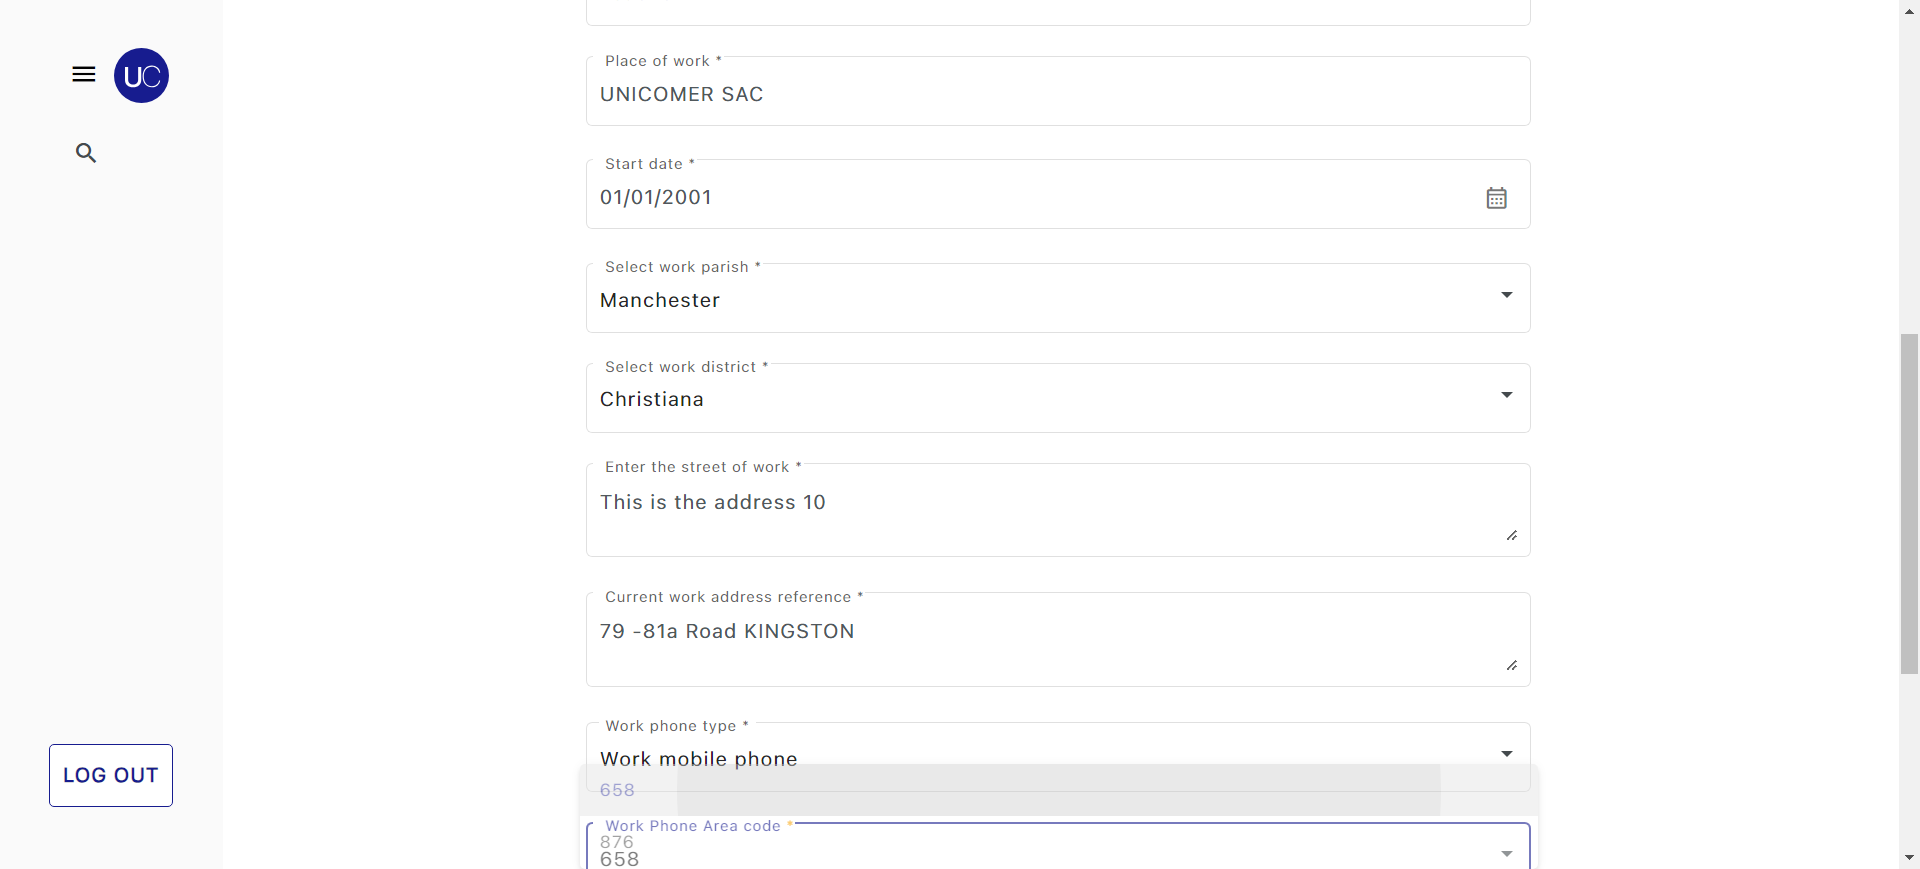 UC
Place of work *
UNICOMER SAC
Start date *
01/01/2001
Select work parish *
Manchester
Select work district *
Christiana
Enter the street of work *
This is the address 10
Current work address reference *
79 -81a Road KINGSTON
Work phone type *
Work mobile phone
LOG OUT
658
Work Phone Area code *
876
658